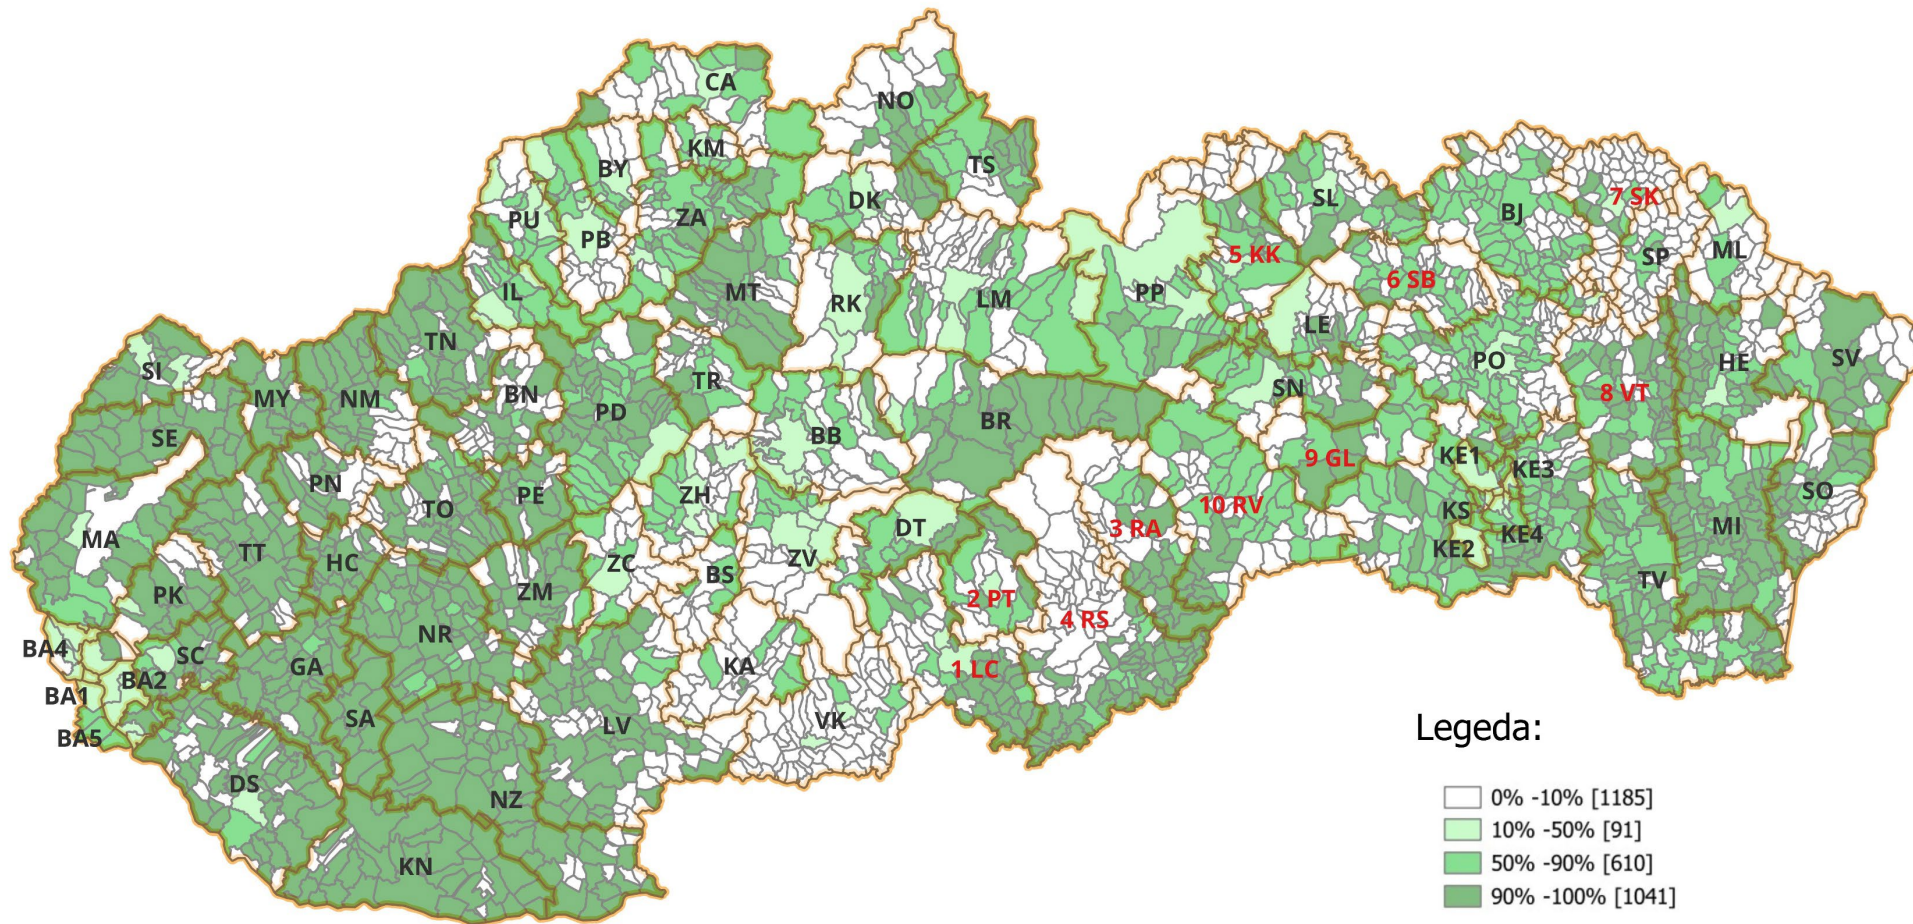 CA
NO
KM
BY
TS
DK
SL
7 SK
BJ
PU
ZA
PB
SP
ML
5 KK
6 SB
IL
MT
RK
LM
PP
LE
TN
SI
PO
HE
SV
TR
BN
SN
MY
NM
PD
8 VT
SE
BB
BR
9 GL
KE1
KE3
PN
PE
ZH
TO
10 RV
SO
KS
3 RA
DT
MI
MA
TT
HC
KE4
KE2
ZC
BS
ZV
TV
PK
ZM
2 PT
4 RS
NR
BA4
SC
GA
BA2
KA
1 LC
BA1
SA
VK
LV
BA5
DS
NZ
KN
Legeda:
0% -10% [1185]
10% -50% [91]
50% -90% [610]
90% -100% [1041]